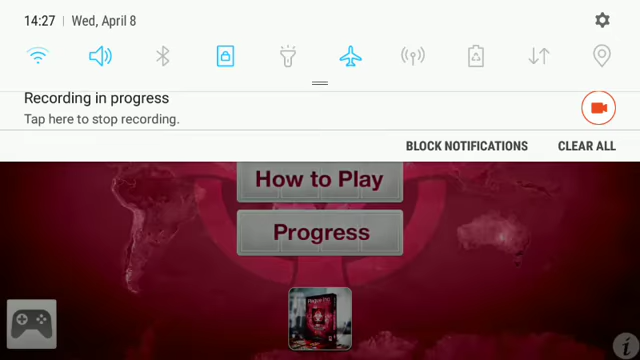 14:27 | Wed, April 8
Recording in progress
Tap here to stop recording.
BLOCK NOTIFICATIONS CLEAR ALL
How to Play
Progress